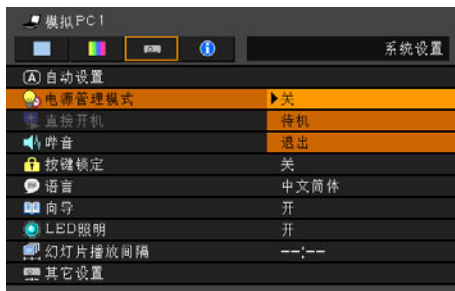 模拟PC1
系统设置
A 自动设置
电源管理模式 关
直接开机 待机
哔音 退出
按键锁定 关
语言 中文简体
向导 开
LED照明 开
幻灯片播放间隔 --:--
其它设置